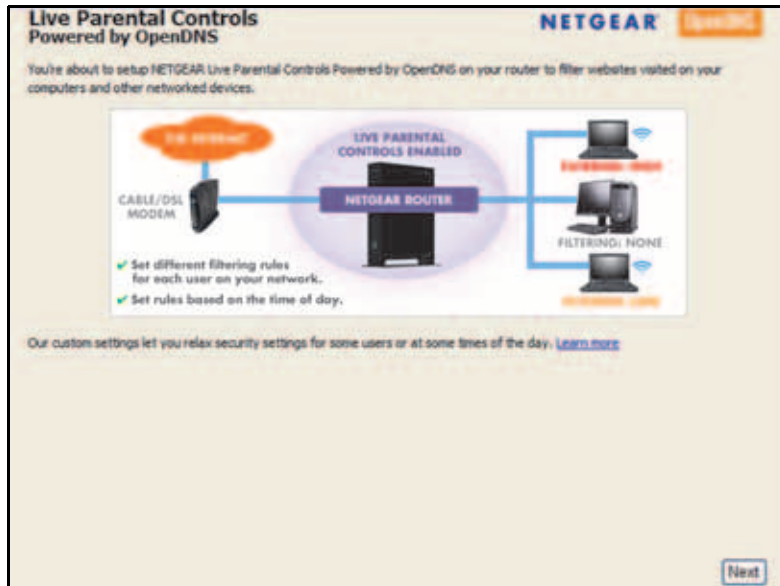 Live Parental Controls
Powered by OpenDNS
NETGEAR
OpenDNS
You're about to setup NETGEAR Live Parental Controls Powered by OpenDNS on your router to filter websites visited on your
computers and other networked devices.
THE INTERNET
LIVE PARENTAL
CONTROLS ENABLED
CABLE/DSL
MODEM
NETGEAR ROUTER
FILTERING: NONE
✓ Set different filtering rules
for each user on your network.
✓ Set rules based on the time of day.
Our custom settings let you relax security settings for some users or at some times of the day. Learn more
Next